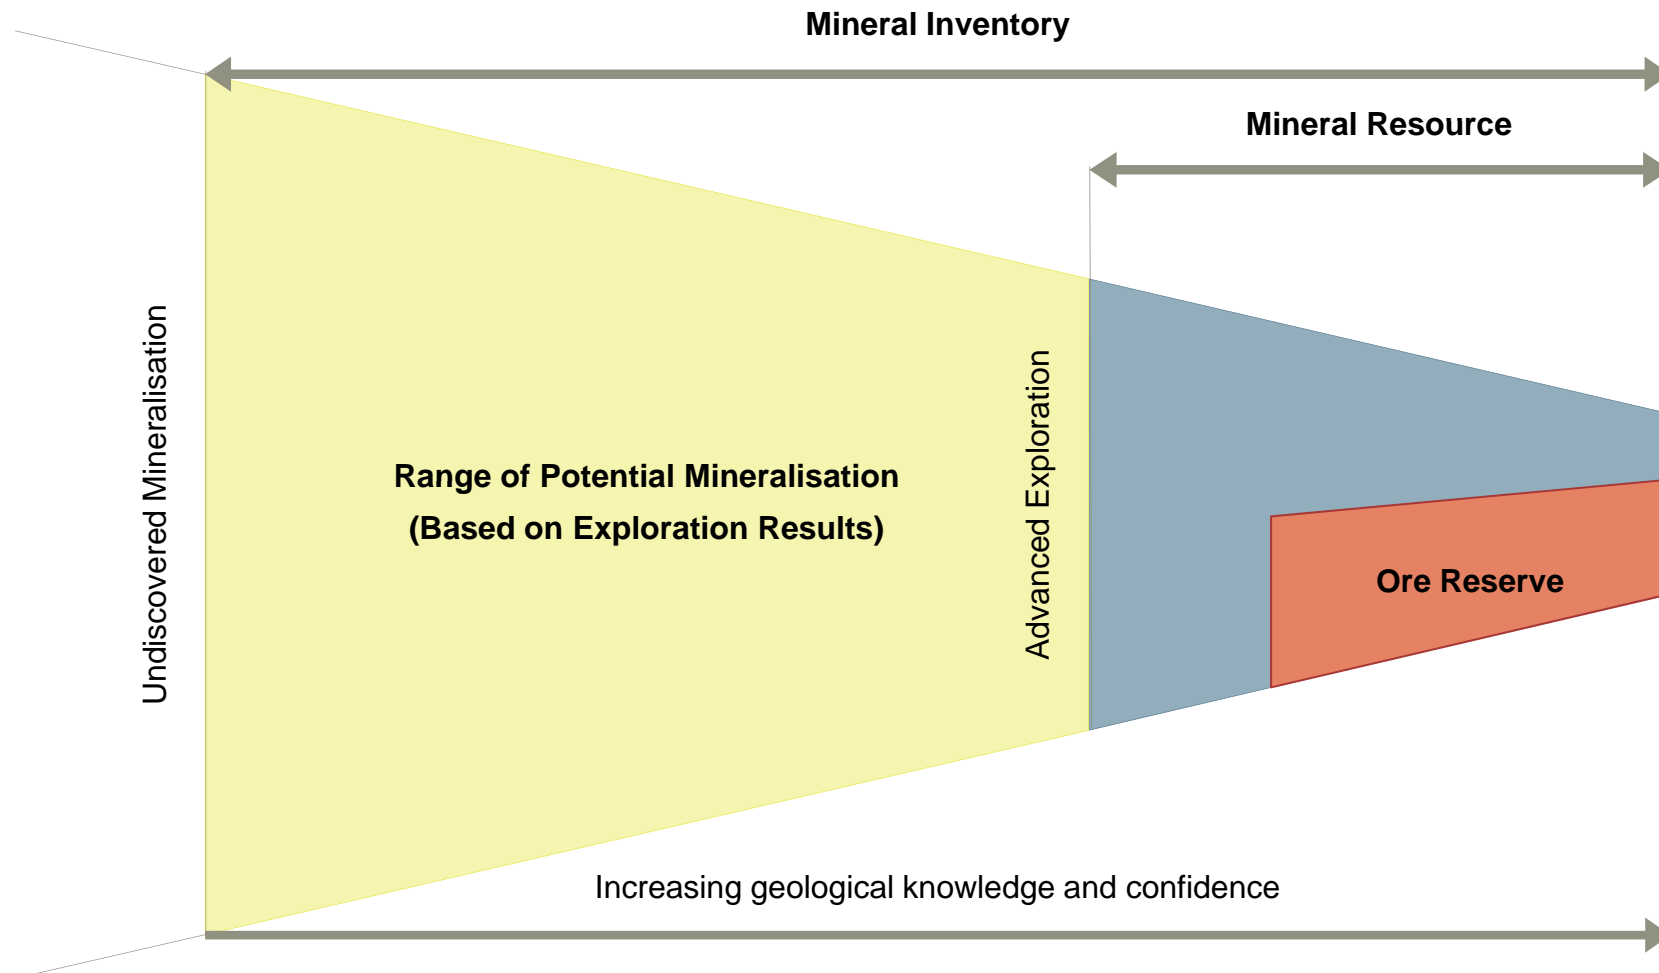 Mineral Inventory
Mineral Resource
Undiscovered Mineralisation
Range of Potential Mineralisation
(Based on Exploration Results)
Advanced Exploration
Ore Reserve
Increasing geological knowledge and confidence